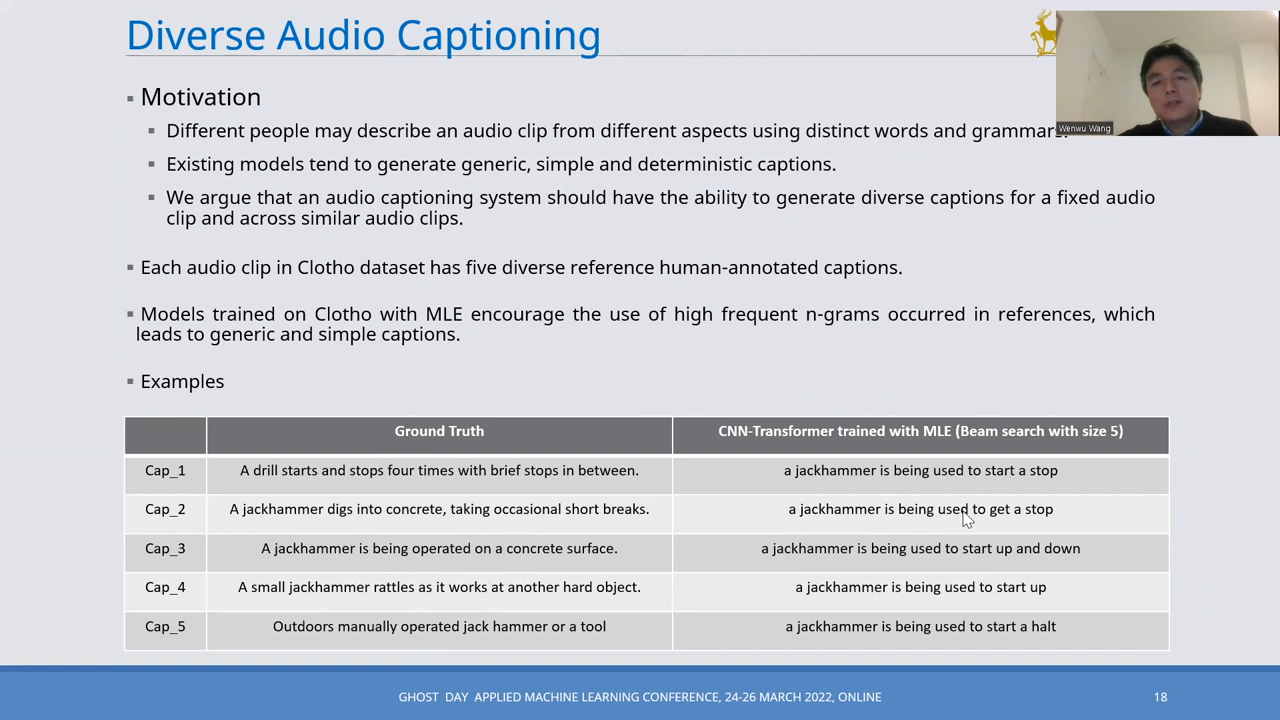 Diverse Audio Captioning
Wenwu Wang
▪ Motivation
▪ Different people may describe an audio clip from different aspects using distinct words and grammars.
▪ Existing models tend to generate generic, simple and deterministic captions.
▪ We argue that an audio captioning system should have the ability to generate diverse captions for a fixed audio
clip and across similar audio clips.
▪ Each audio clip in Clotho dataset has five diverse reference human-annotated captions.
▪ Models trained on Clotho with MLE encourage the use of high frequent n-grams occurred in references, which
leads to generic and simple captions.
▪ Examples
Ground Truth CNN-Transformer trained with MLE (Beam search with size 5)
Cap_1 A drill starts and stops four times with brief stops in between. a jackhammer is being used to start a stop
Cap_2 A jackhammer digs into concrete, taking occasional short breaks. a jackhammer is being used to get a stop
Cap_3 A jackhammer is being operated on a concrete surface. a jackhammer is being used to start up and down
Cap_4 A small jackhammer rattles as it works at another hard object. a jackhammer is being used to start up
Cap_5 Outdoors manually operated jack hammer or a tool a jackhammer is being used to start a halt
GHOST DAY APPLIED MACHINE LEARNING CONFERENCE, 24-26 MARCH 2022, ONLINE 18